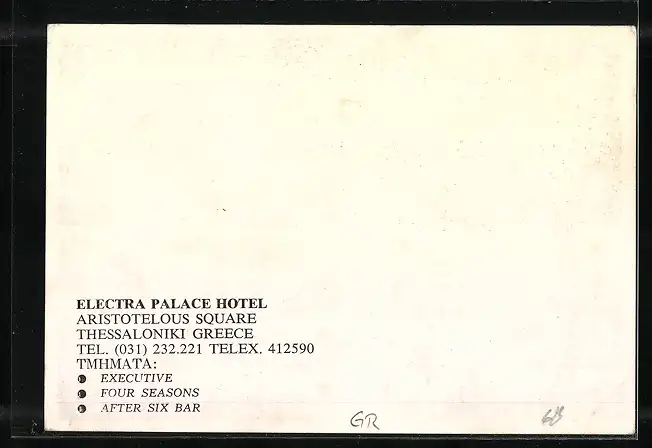 ELECTRA PALACE HOTEL
ARISTOTELOUS SQUARE
THESSALONIKI GREECE
TEL. (031) 232.221 TELEX. 412590
ΤΜΗΜΑΤΑ:
● EXECUTIVE
● FOUR SEASONS
● AFTER SIX BAR
GR